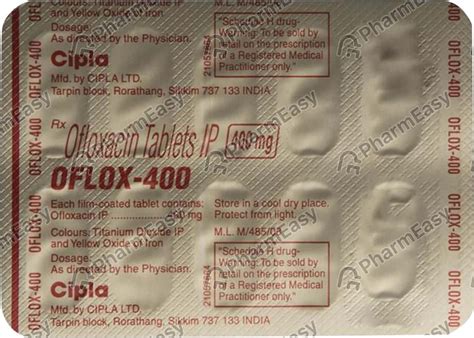 and Yellow Oxide of Iron
Dosage:
As directed by the Physician.
Cipla
Mfd. by CIPLA LTD.
Tarpin block, Rorathang, Sikkim 737 133 INDIA
M.L. M/485/05
"Schedule H drug-
Warning: To be sold by
retail on the prescription
of a Registered Medical
Practitioner only."
OFLOX-400
Rx
Ofloxacin Tablets IP 400 mg
OFLOX-400
Each film-coated tablet contains:
Ofloxacin IP ................. 400 mg
Colours: Titanium Dioxide IP
and Yellow Oxide of Iron
Dosage:
As directed by the Physician.
Cipla
Mfd. by CIPLA LTD.
Tarpin block, Rorathang, Sikkim 737 133 INDIA
Store in a cool dry place.
Protect from light.
M.L. M/485/05
"Schedule H drug-
Warning: To be sold by
retail on the prescription
of a Registered Medical
Practitioner only."
OFLOX-400
OFLOX-400
PharmEasy
PharmEasy
PharmEasy
PharmEasy